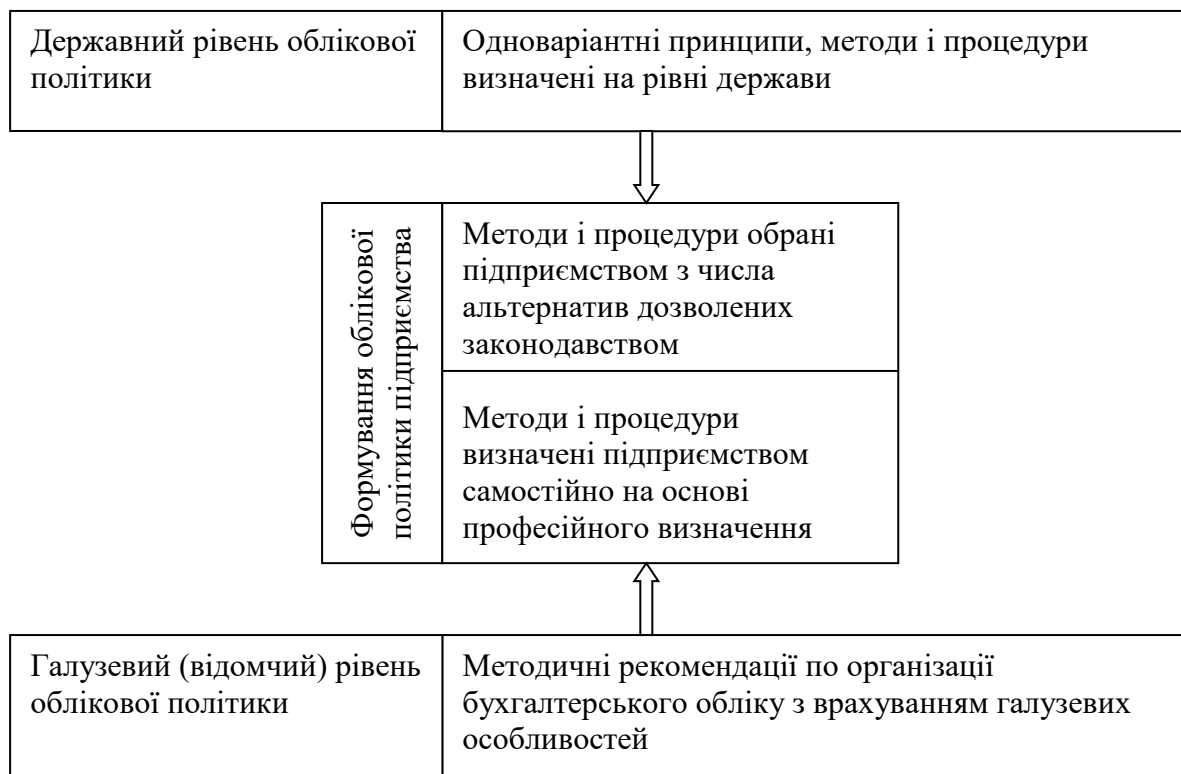 Державний рівень облікової
політики
Одноваріантні принципи, методи і процедури
визначені на рівні держави
Формування облікової
політики підприємства
Методи і процедури обрані
підприємством з числа
альтернатив дозволених
законодавством
Методи і процедури
визначені підприємством
самостійно на основі
професійного визначення
Галузевий (відомчий) рівень
облікової політики
Методичні рекомендації по організації
бухгалтерського обліку з врахуванням галузевих
особливостей